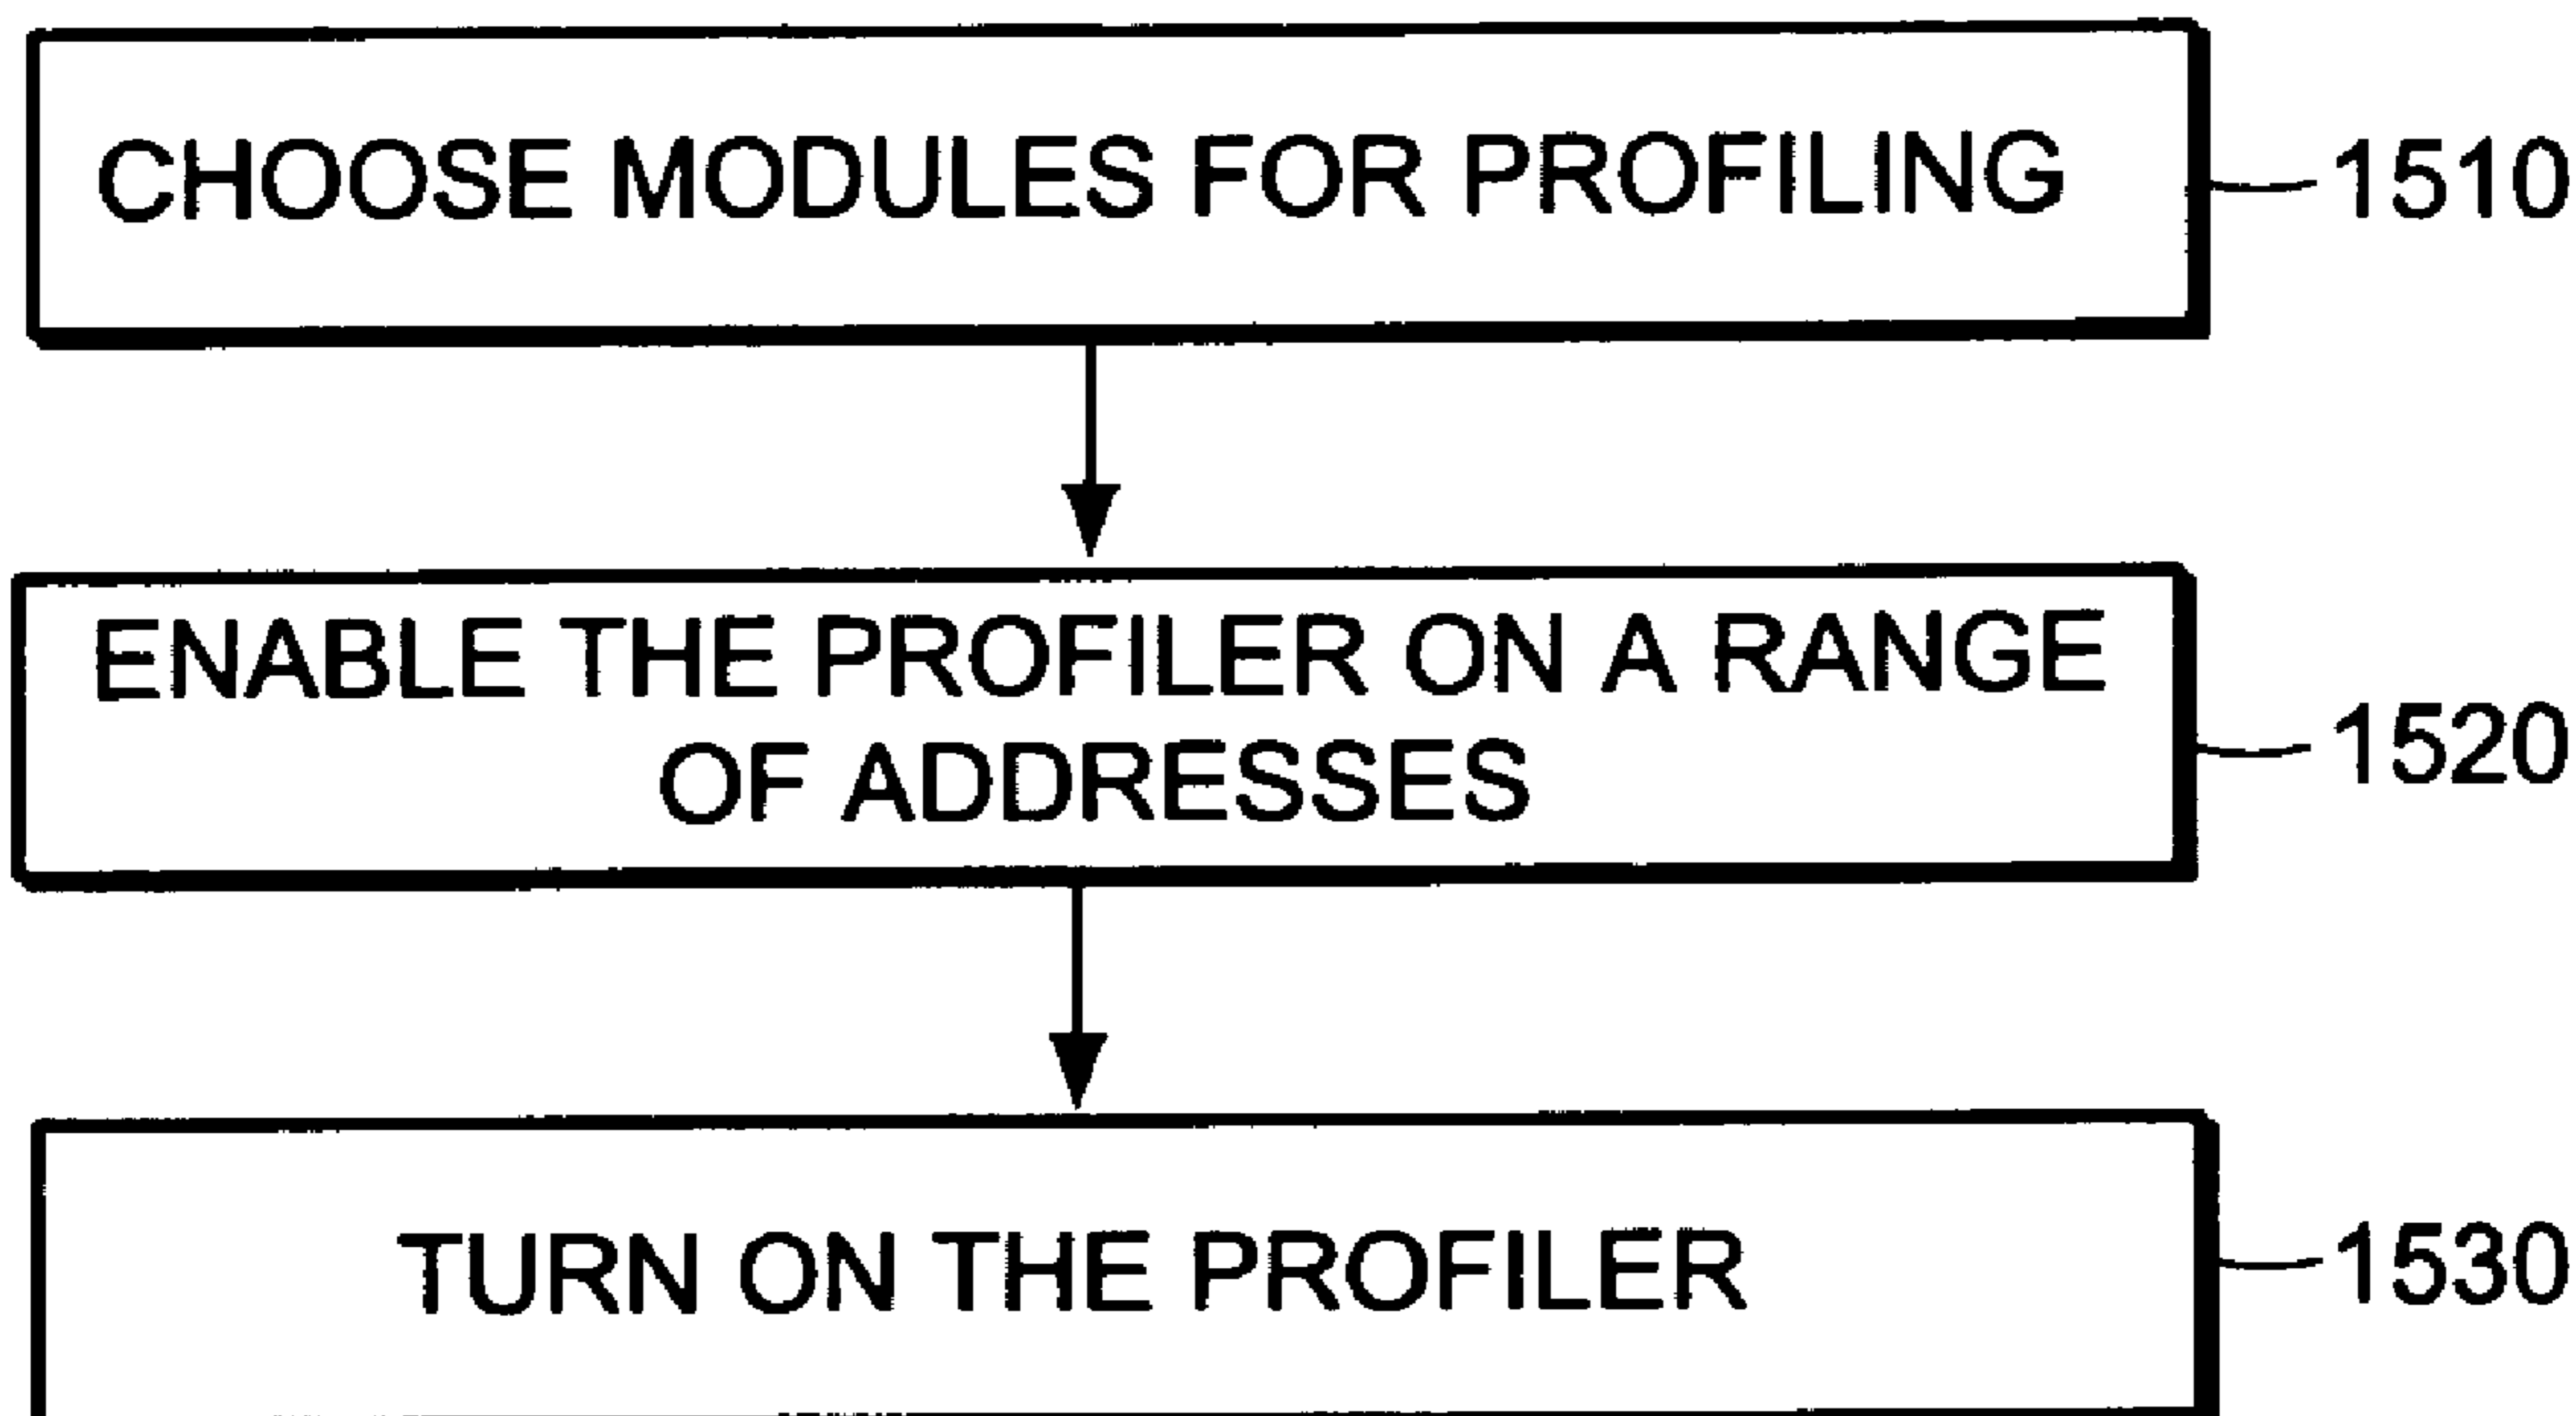 CHOOSE MODULES FOR PROFILING
1510
ENABLE THE PROFILER ON A RANGE
OF ADDRESSES
1520
TURN ON THE PROFILER
1530